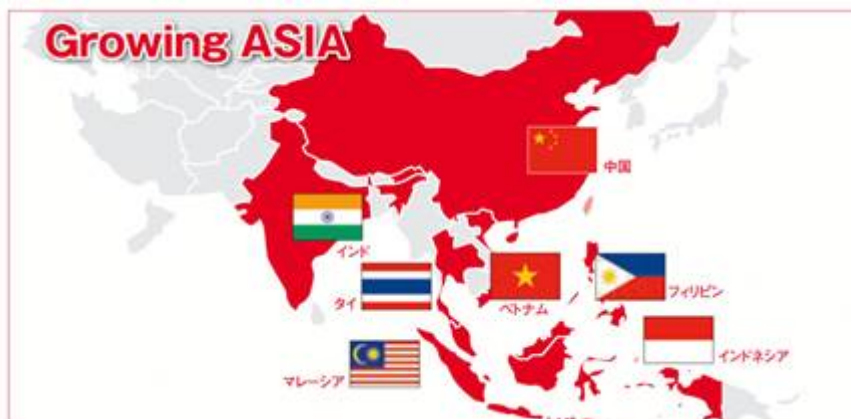 Growing ASIA
中国
インド
タイ
ベトナム
フィリピン
マレーシア
インドネシア